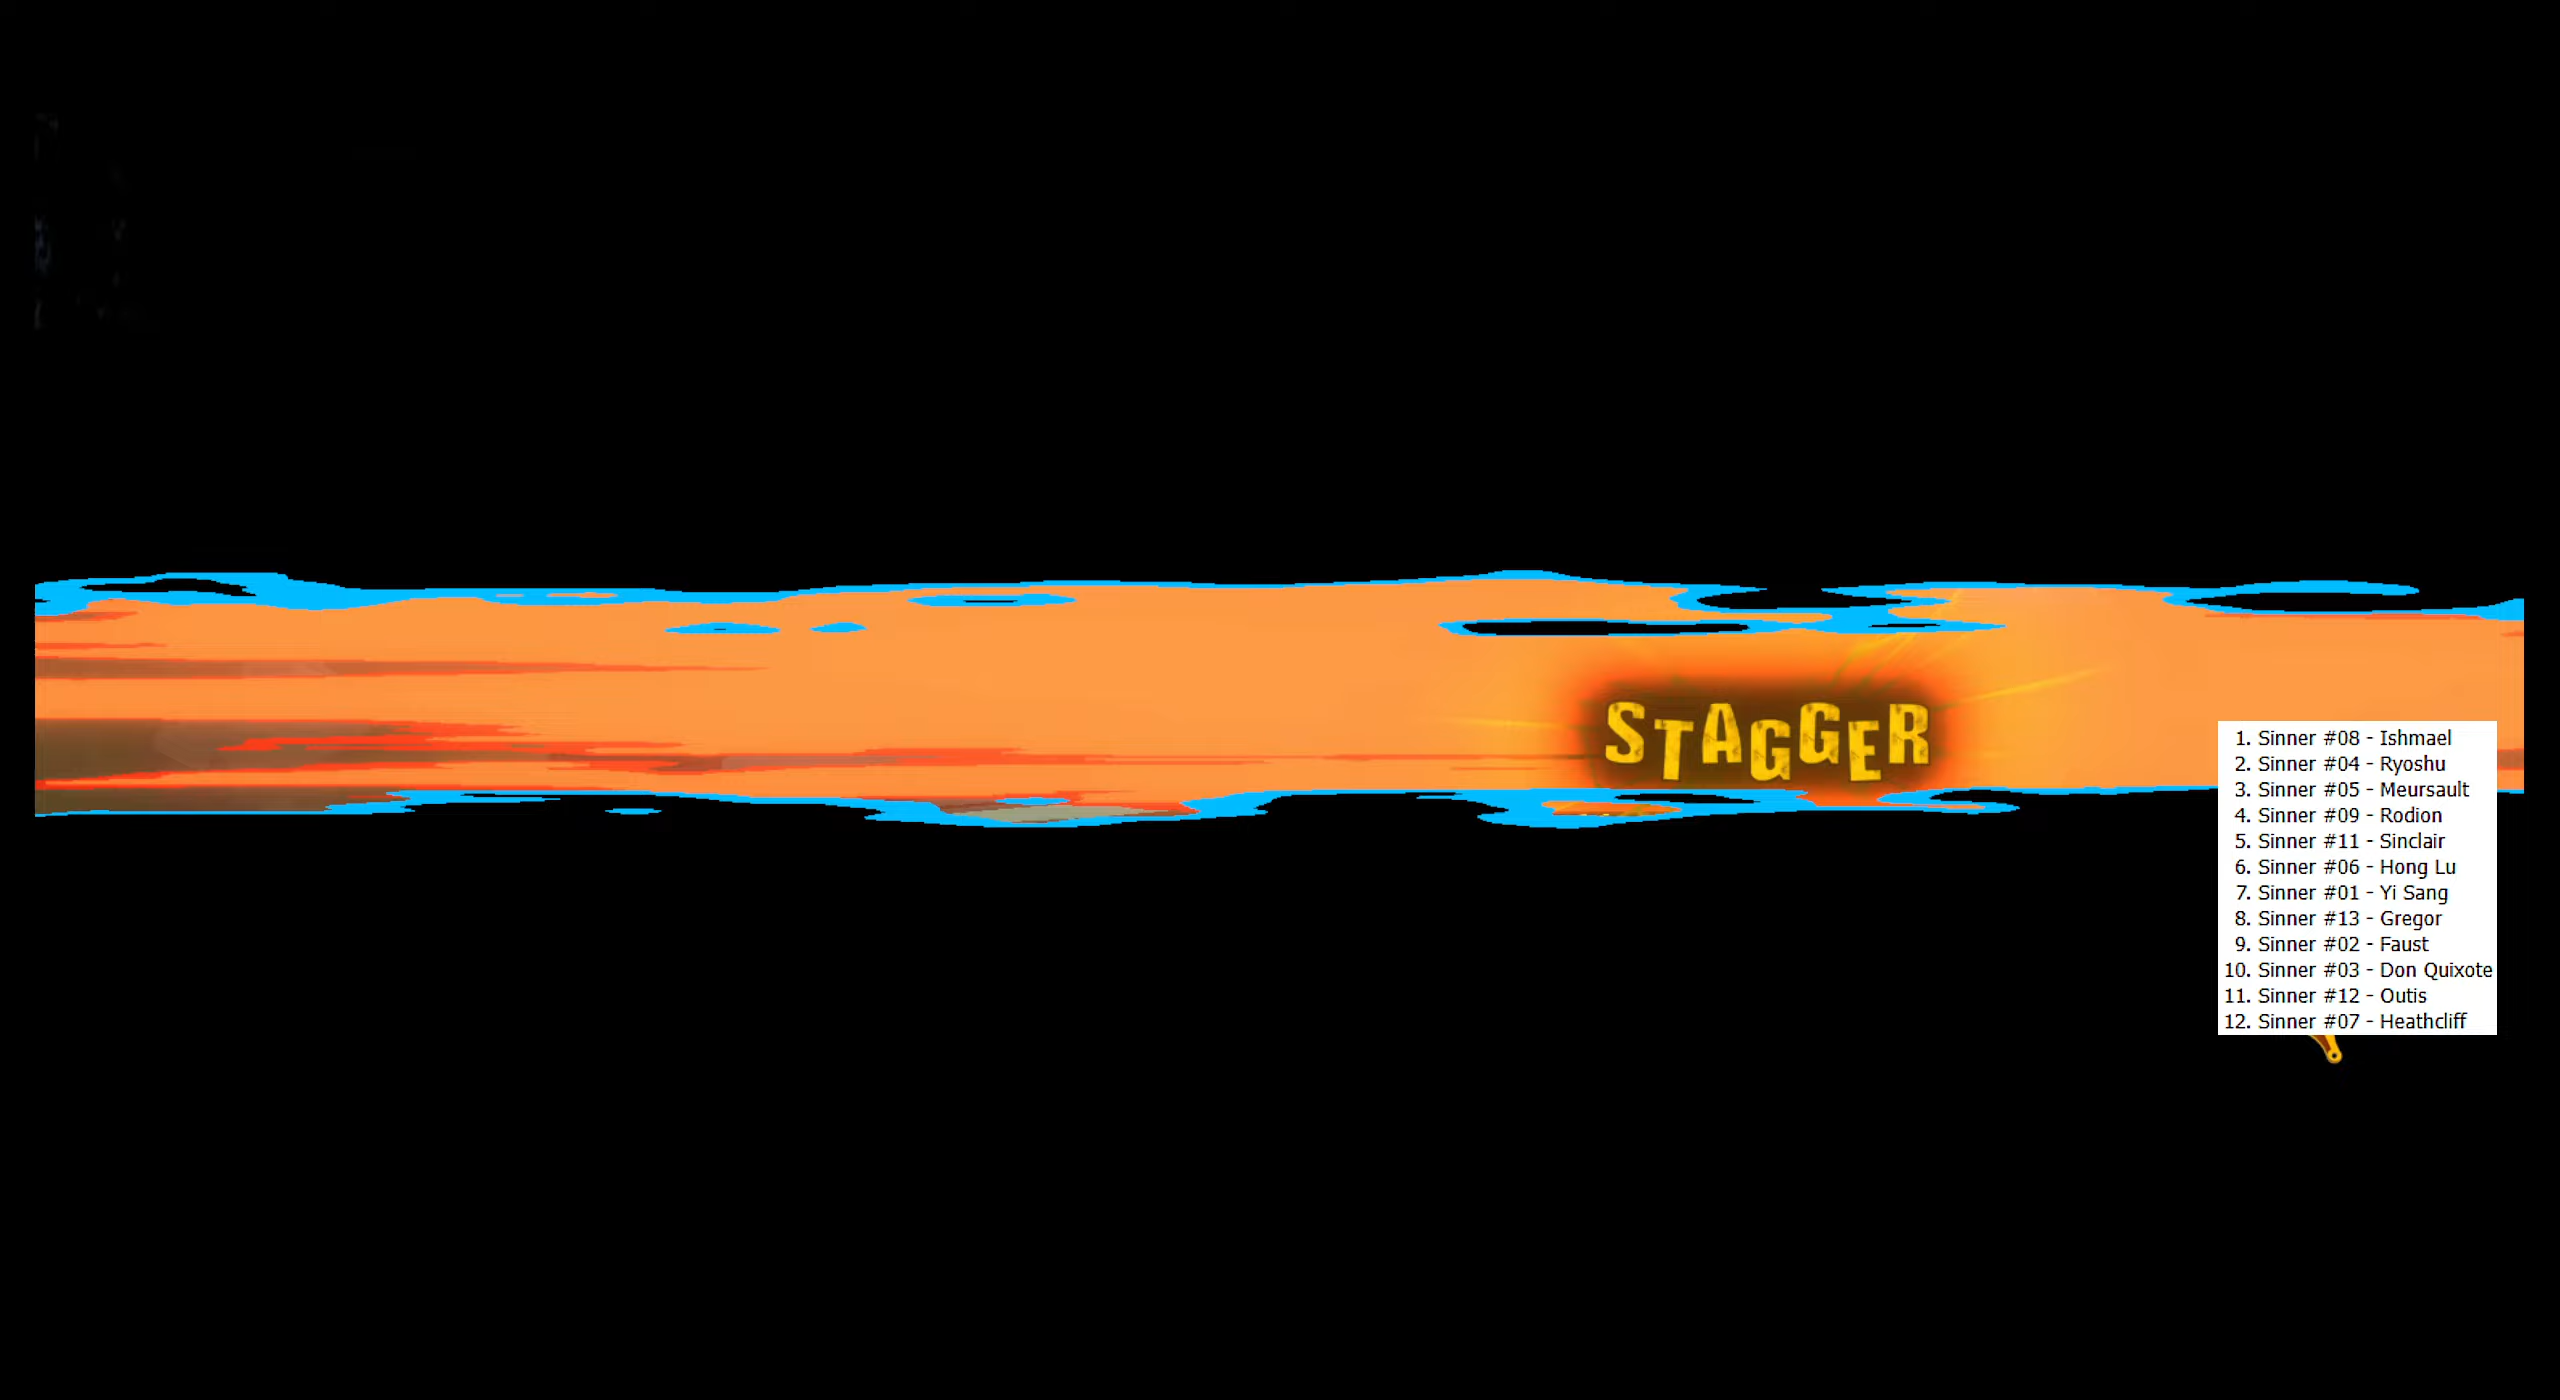 STAGGER
1. Sinner #08 - Ishmael
2. Sinner #04 - Ryoshu
3. Sinner #05 - Meursault
4. Sinner #09 - Rodion
5. Sinner #11 - Sinclair
6. Sinner #06 - Hong Lu
7. Sinner #01 - Yi Sang
8. Sinner #13 - Gregor
9. Sinner #02 - Faust
10. Sinner #03 - Don Quixote
11. Sinner #12 - Outis
12. Sinner #07 - Heathcliff